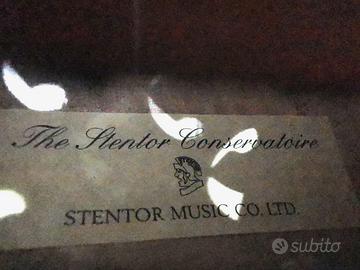 The Stentor Conservatoire
STENTOR MUSIC CO. LTD.
subito